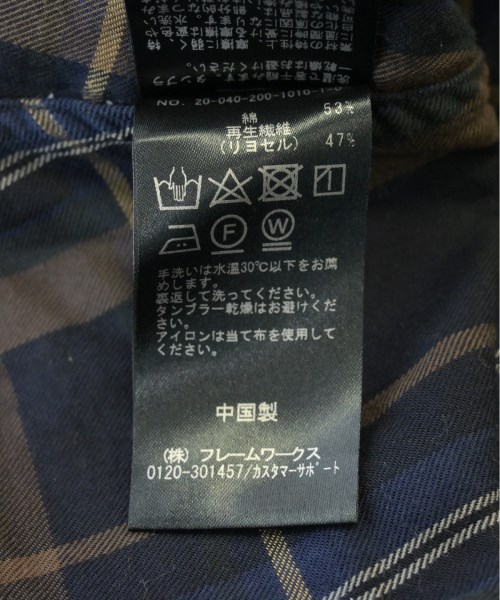 NO. 20-040-200-1010-1-0
綿 53%
再生繊維
(リヨセル) 47%
手洗いは水温30℃以下をお薦
めします。
裏返して洗ってください。
タンブラー乾燥はお避けください。
アイロンは当て布を使用して
ください。
中国製
(株) フレームワークス
0120-301457/カスタマーサポート